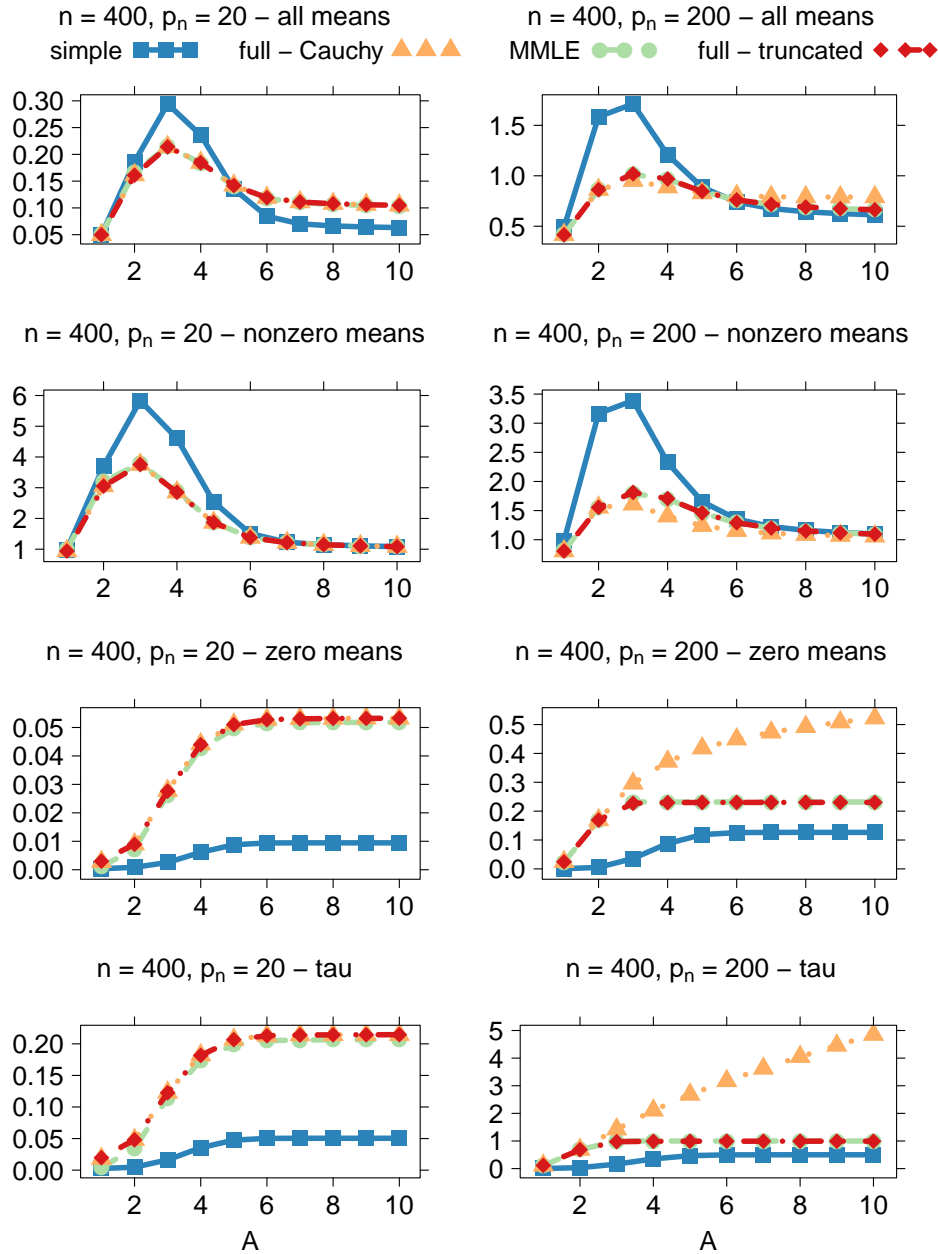 n = 400, pn = 20 − all means
n = 400, pn = 200 − all means
simple
full − Cauchy
MMLE
full − truncated
0.30
0.25
0.20
0.15
0.10
0.05
2 4 6 8 10
1.5
1.0
0.5
2 4 6 8 10
n = 400, pn = 20 − nonzero means
n = 400, pn = 200 − nonzero means
6
5
4
3
2
1
2 4 6 8 10
3.5
3.0
2.5
2.0
1.5
1.0
2 4 6 8 10
n = 400, pn = 20 − zero means
n = 400, pn = 200 − zero means
0.05
0.04
0.03
0.02
0.01
0.00
2 4 6 8 10
0.5
0.4
0.3
0.2
0.1
0.0
2 4 6 8 10
n = 400, pn = 20 − tau
n = 400, pn = 200 − tau
0.20
0.15
0.10
0.05
0.00
2 4 6 8 10
A
5
4
3
2
1
0
2 4 6 8 10
A